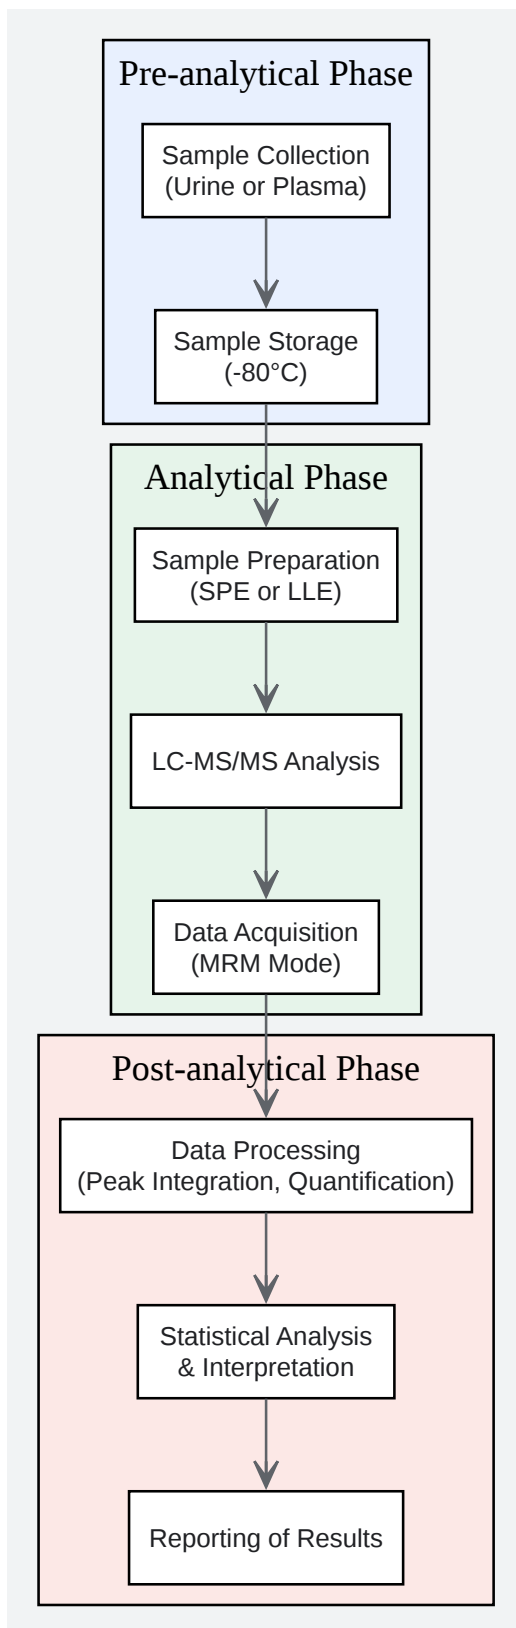 Pre-analytical Phase
Sample Collection
(Urine or Plasma)
Sample Storage
(-80°C)
Analytical Phase
Sample Preparation
(SPE or LLE)
LC-MS/MS Analysis
Data Acquisition
(MRM Mode)
Post-analytical Phase
Data Processing
(Peak Integration, Quantification)
Statistical Analysis
& Interpretation
Reporting of Results